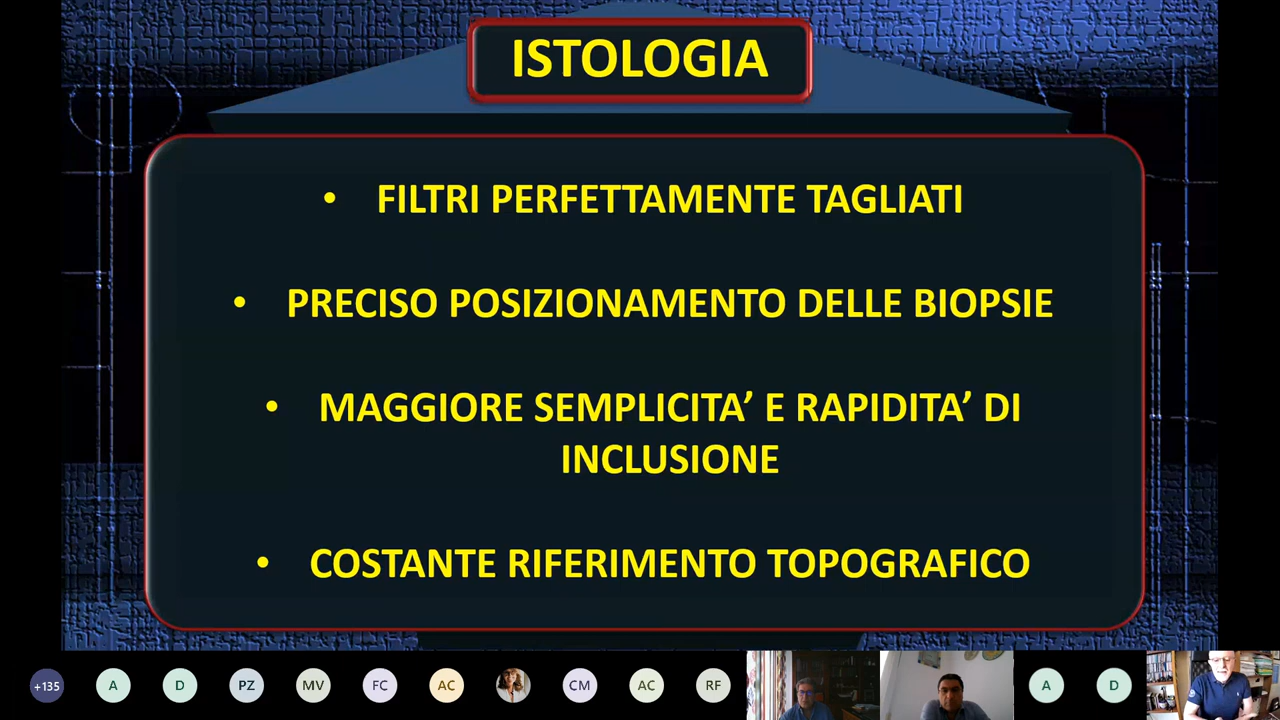 ISTOLOGIA
• FILTRI PERFETTAMENTE TAGLIATI
• PRECISO POSIZIONAMENTO DELLE BIOPSIE
• MAGGIORE SEMPLICITA’ E RAPIDITA’ DI
INCLUSIONE
• COSTANTE RIFERIMENTO TOPOGRAFICO
+135 A D PZ MV FC AC CM AC RF A D